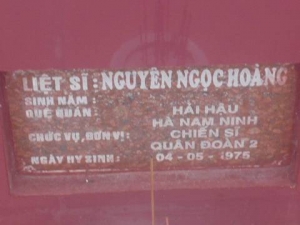 LIỆT SĨ : NGUYỄN NGỌC HOÀNG
SINH NĂM :
QUÊ QUÁN : HẢI HẬU
HÀ NAM NINH
CHỨC VỤ, ĐƠN VỊ : CHIẾN SĨ
QUÂN ĐOÀN 2
NGÀY HY SINH : 04 - 05 - 1975